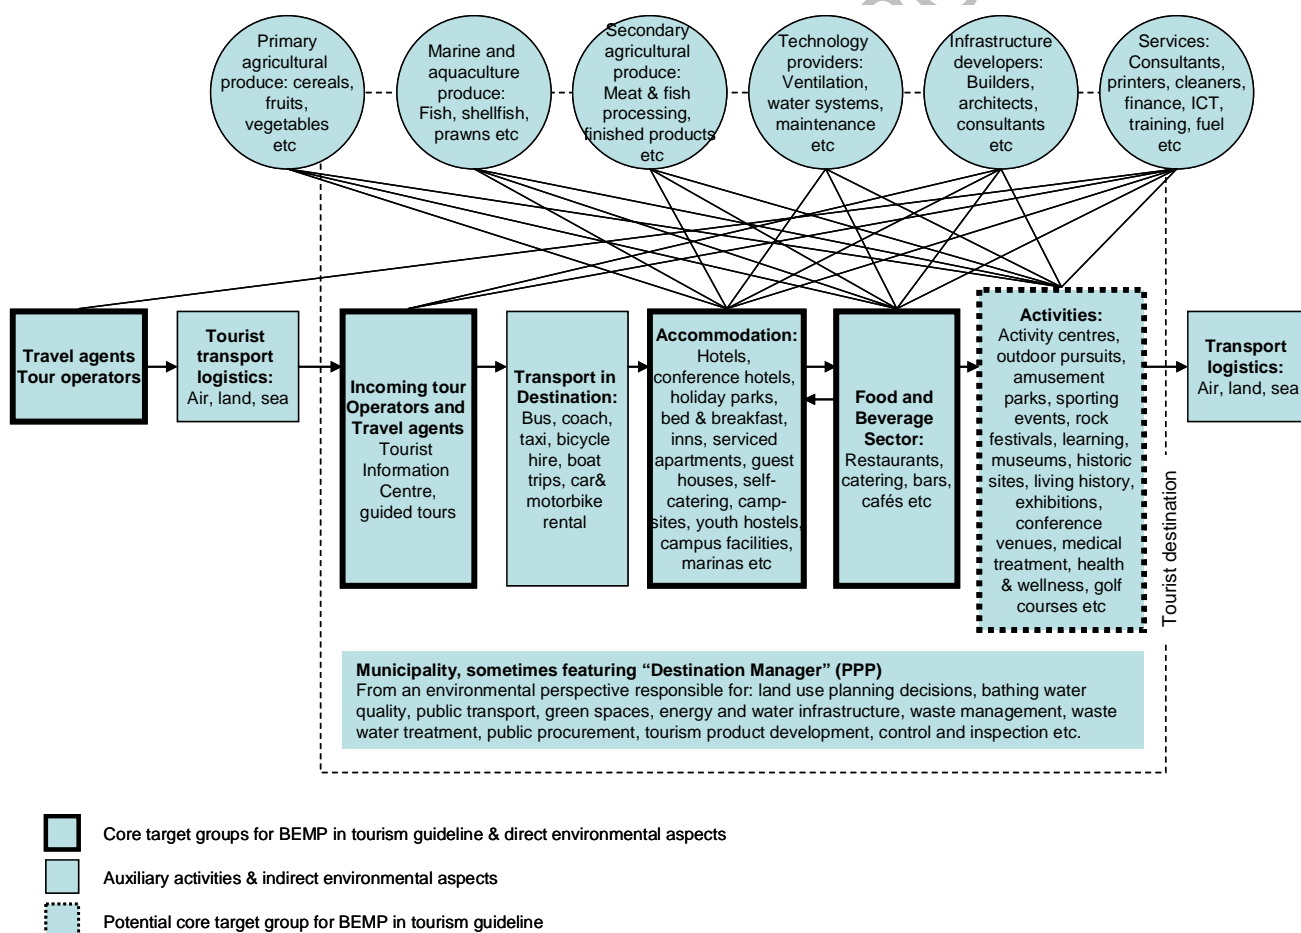 Primary
agricultural
produce: cereals,
fruits,
vegetables
etc
Marine and
aquaculture
produce:
Fish, shellfish,
prawns etc
Secondary
agricultural
produce:
Meat & fish
processing,
finished products
etc
Technology
providers:
Ventilation,
water systems,
maintenance
etc
Infrastructure
developers:
Builders,
architects,
consultants
etc
Services:
Consultants,
printers, cleaners,
finance, ICT,
training, fuel
etc
Travel agents
Tour operators
Tourist
transport
logistics:
Air, land, sea
Incoming tour
Operators and
Travel agents
Tourist
Information
Centre,
guided tours
Transport in
Destination:
Bus, coach,
taxi, bicycle
hire, boat
trips, car&
motorbike
rental
Accommodation:
Hotels,
conference hotels,
holiday parks,
bed & breakfast,
inns, serviced
apartments, guest
houses, self-
catering, camp-
sites, youth hostels,
campus facilities,
marinas etc
Food and
Beverage
Sector:
Restaurants,
catering, bars,
cafés etc
Activities:
Activity centres,
outdoor pursuits,
amusement
parks, sporting
events, rock
festivals, learning,
museums, historic
sites, living history,
exhibitions,
conference
venues, medical
treatment, health
& wellness, golf
courses etc
Transport
logistics:
Air, land, sea
Tourist destination
Municipality, sometimes featuring “Destination Manager” (PPP)
From an environmental perspective responsible for: land use planning decisions, bathing water
quality, public transport, green spaces, energy and water infrastructure, waste management, waste
water treatment, public procurement, tourism product development, control and inspection etc.
Core target groups for BEMP in tourism guideline & direct environmental aspects
Auxiliary activities & indirect environmental aspects
Potential core target group for BEMP in tourism guideline